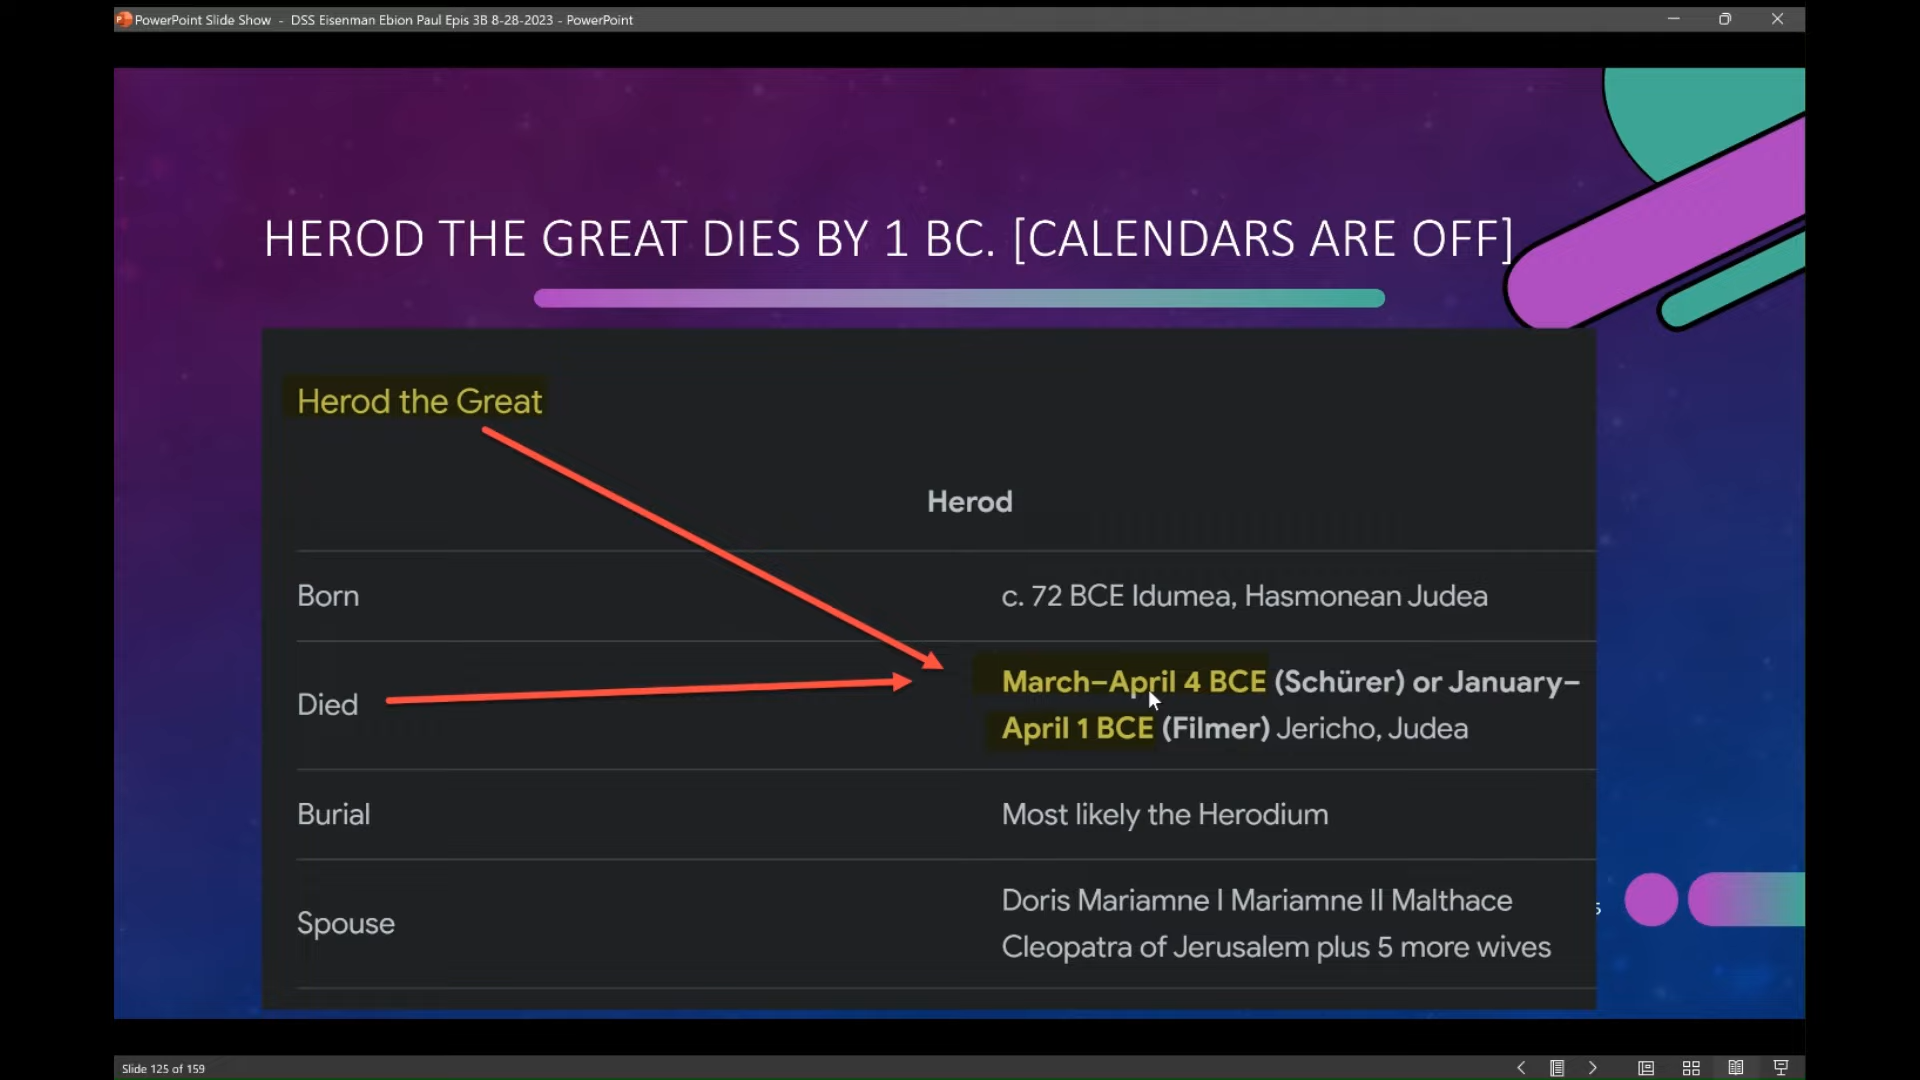 PowerPoint Slide Show - DSS Eisenman Ebion Paul Epis 3B 8-28-2023 - PowerPoint
HEROD THE GREAT DIES BY 1 BC. [CALENDARS ARE OFF]
Herod the Great
Herod
Born
c. 72 BCE Idumea, Hasmonean Judea
Died
March–April 4 BCE (Schürer) or January–
April 1 BCE (Filmer) Jericho, Judea
Burial
Most likely the Herodium
Spouse
Doris Mariamne I Mariamne II Malthace
Cleopatra of Jerusalem plus 5 more wives
Slide 125 of 159